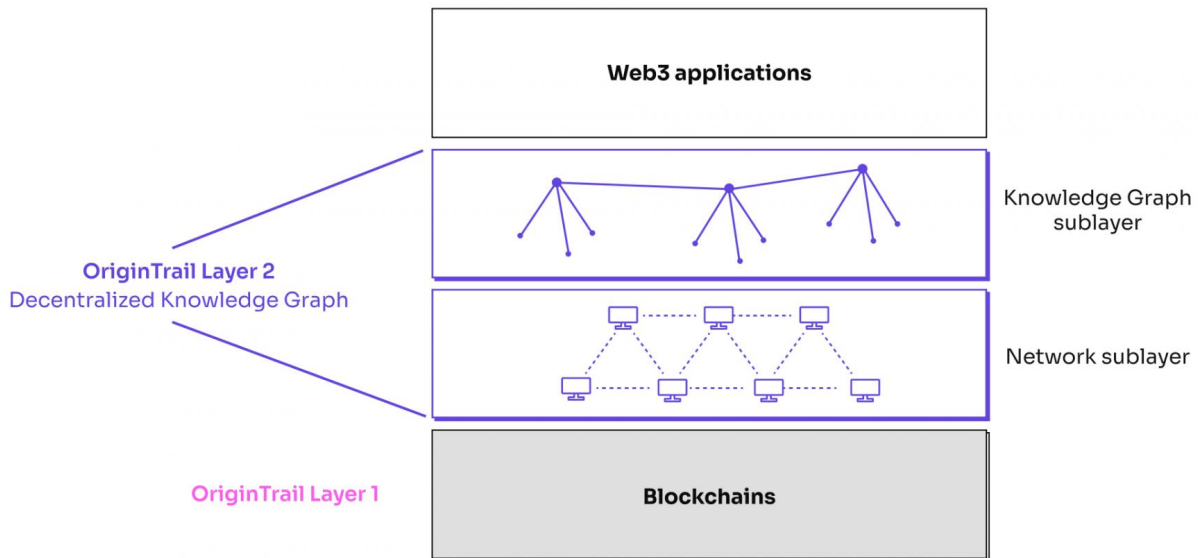 Web3 applications
Knowledge Graph
sublayer
OriginTrail Layer 2
Decentralized Knowledge Graph
Network sublayer
OriginTrail Layer 1
Blockchains